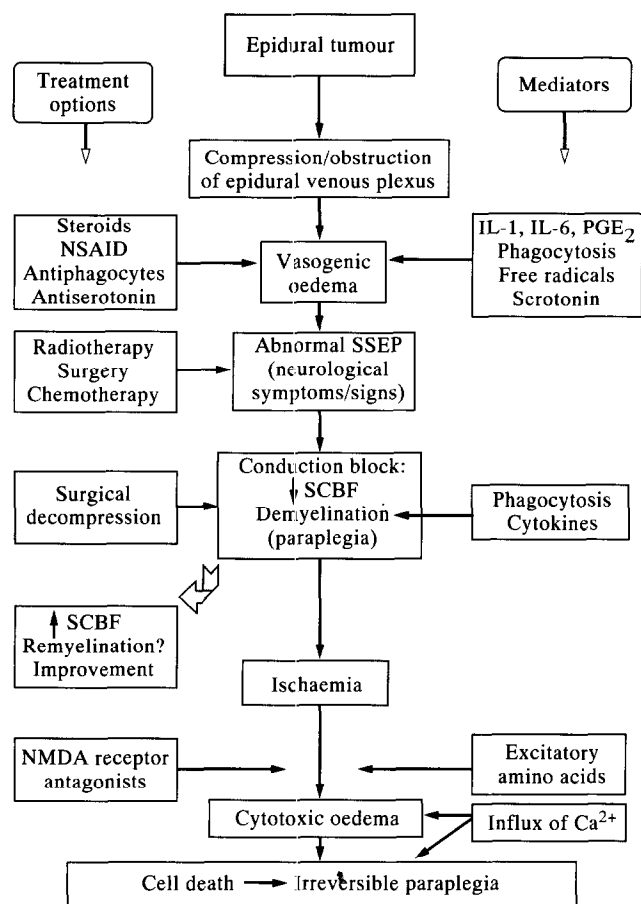 Epidural tumour
Treatment
options
Mediators
Compression/obstruction
of epidural venous plexus
Steroids
NSAID
Antiphagocytes
Antiserotonin
Vasogenic
oedema
IL-1, IL-6, PGE2
Phagocytosis
Free radicals
Scrotonin
Radiotherapy
Surgery
Chemotherapy
Abnormal SSEP
(neurological
symptoms/signs)
Surgical
decompression
Conduction block:
↓ SCBF
Demyelination
(paraplegia)
Phagocytosis
Cytokines
↑ SCBF
Remyelination?
Improvement
Ischaemia
NMDA receptor
antagonists
Excitatory
amino acids
Cytotoxic oedema
Influx of Ca2+
Cell death → Irreversible paraplegia